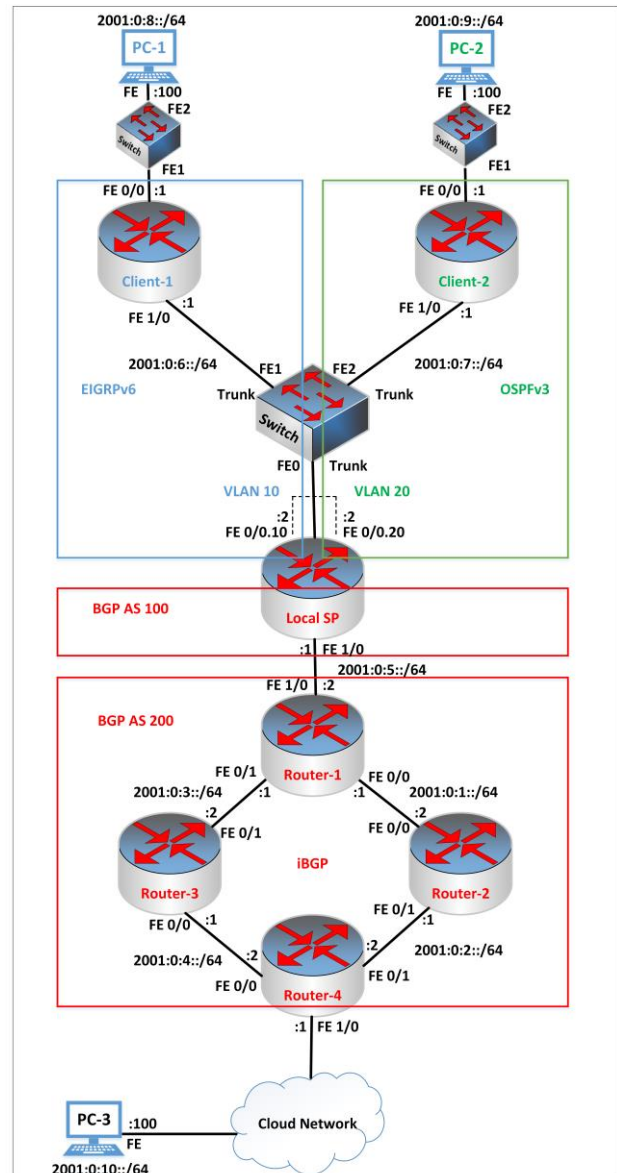 2001:0:8::/64
2001:0:9::/64
PC-1
PC-2
FE :100
FE :100
FE2
FE2
Switch
Switch
FE1
FE1
FE 0/0 :1
FE 0/0 :1
Client-1
Client-2
:1
FE 1/0
FE 1/0
:1
2001:0:6::/64
FE1
FE2
2001:0:7::/64
EIGRPv6
Trunk
Trunk
OSPFv3
Switch
FE0
Trunk
VLAN 10
VLAN 20
:2
:2
FE 0/0.10
FE 0/0.20
BGP AS 100
Local SP
:1 FE 1/0
2001:0:5::/64
FE 1/0 :2
BGP AS 200
Router-1
FE 0/1
FE 0/0
2001:0:3::/64
:1
:1
2001:0:1::/64
:2
:2
FE 0/1
FE 0/0
iBGP
Router-3
Router-2
FE 0/1
FE 0/0
:1
:1
2001:0:4::/64
:2
:2
2001:0:2::/64
FE 0/0
FE 0/1
Router-4
:1 FE 1/0
PC-3
:100
FE
Cloud Network
2001:0:10::/64